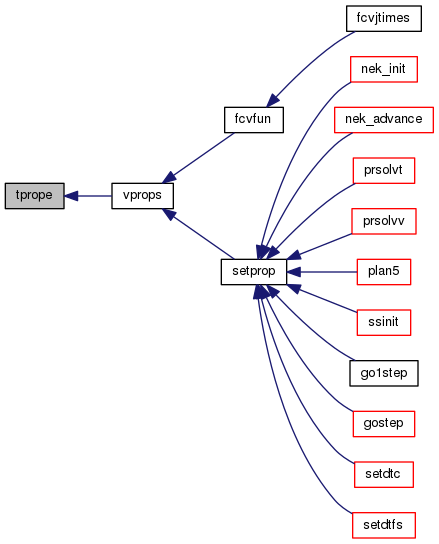 fcvjtimes
nek_init
fcvfun
nek_advance
prsolvt
tprope
vprops
prsolvv
setprop
plan5
ssinit
go1step
gostep
setdtc
setdtfs